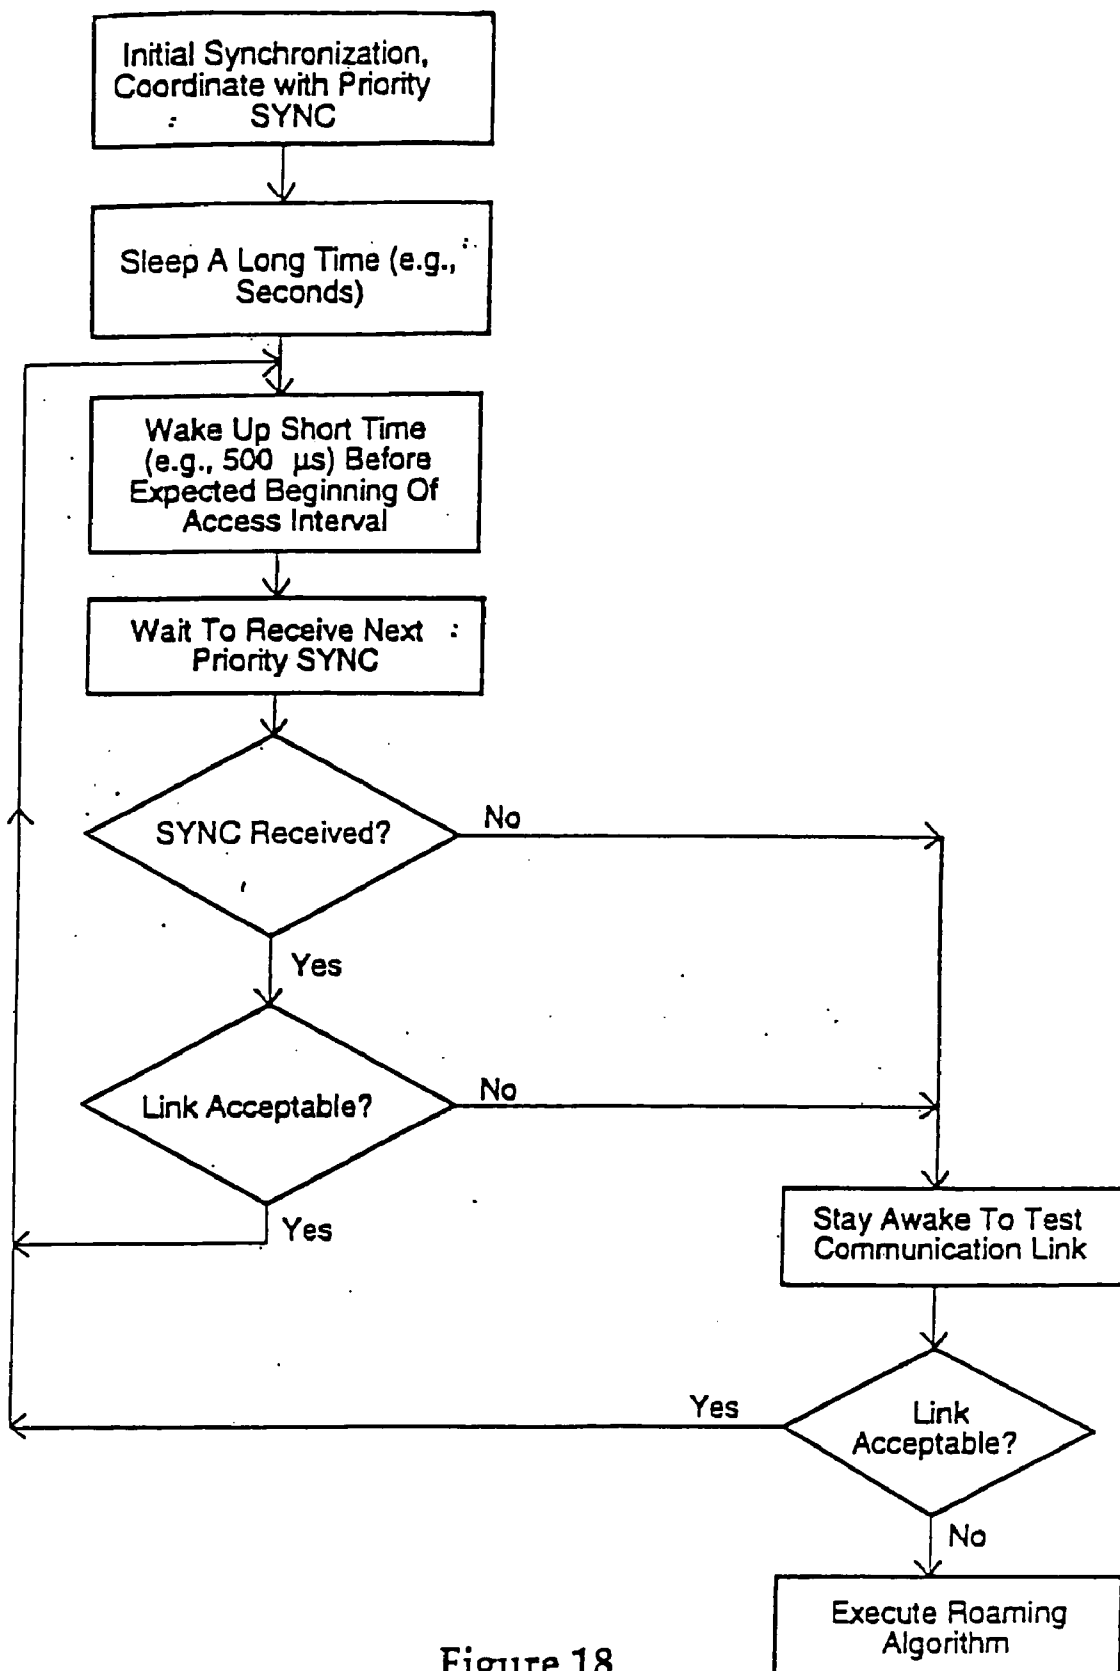 Initial Synchronization,
Coordinate with Priority
SYNC
Sleep A Long Time (e.g.,
Seconds)
Wake Up Short Time
(e.g., 500 µs) Before
Expected Beginning Of
Access Interval
Wait To Receive Next
Priority SYNC
SYNC Received?
No
Yes
Link Acceptable?
No
Yes
Stay Awake To Test
Communication Link
Yes
Link
Acceptable?
No
Execute Roaming
Algorithm
Figure 18